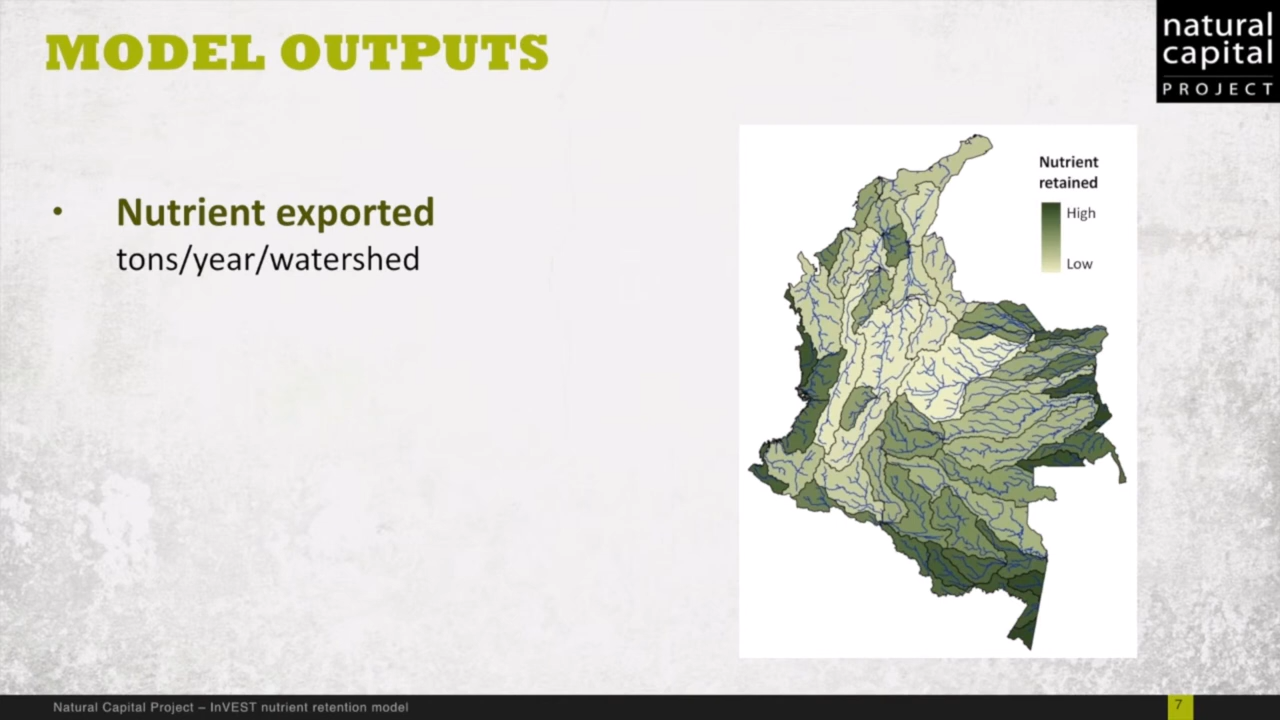 MODEL OUTPUTS
natural
capital
PROJECT
• Nutrient exported
tons/year/watershed
Nutrient
retained
High
Low
Natural Capital Project – InVEST nutrient retention model
7